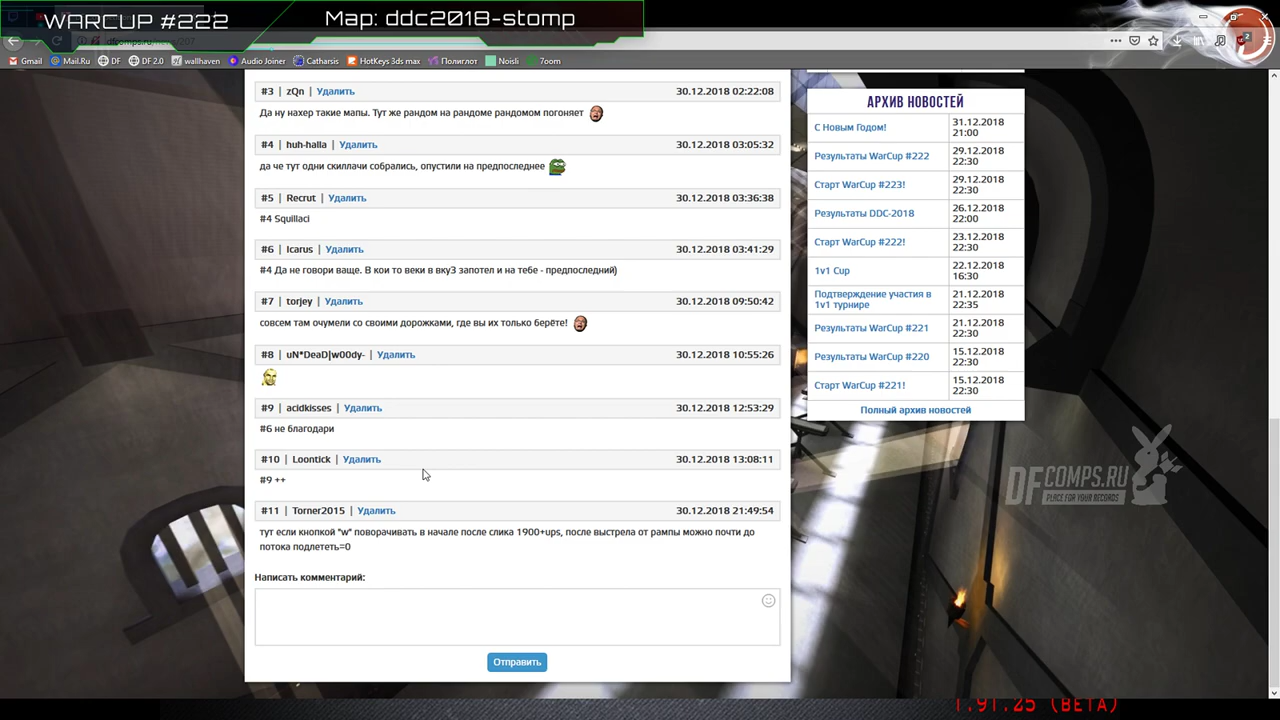 WARCUP #222
Map: ddc2018-stomp
Gmail
Mail.Ru
DF
DF 2.0
wallhaven
Audio Joiner
Catharsis
HotKeys 3ds max
Полиглот
Noisli
7oom
2
#3 | zQn | Удалить 30.12.2018 02:22:08
Да ну нахер такие мапы. Тут же рандом на рандоме рандомом погоняет
#4 | huh-halla | Удалить 30.12.2018 03:05:32
да че тут одни скиллачи собрались, опустили на предпоследнее
#5 | Recrut | Удалить 30.12.2018 03:36:38
#4 Squillaci
#6 | Icarus | Удалить 30.12.2018 03:41:29
#4 Да не говори ваще. В кои то веки в вку3 запотел и на тебе - предпоследний)
#7 | torjey | Удалить 30.12.2018 09:50:42
совсем там очумели со своими дорожками, где вы их только берёте!
#8 | uN*DeaD|w00dy- | Удалить 30.12.2018 10:55:26
#9 | acidkisses | Удалить 30.12.2018 12:53:29
#6 не благодари
#10 | Loontick | Удалить 30.12.2018 13:08:11
#9 ++
#11 | Torner2015 | Удалить 30.12.2018 21:49:54
тут если кнопкой "w" поворачивать в начале после слика 1900+ups, после выстрела от рампы можно почти до
потока подлететь=0
Написать комментарий:
Отправить
АРХИВ НОВОСТЕЙ
С Новым Годом! 31.12.2018 21:00
Результаты WarCup #222 29.12.2018 22:30
Старт WarCup #223! 29.12.2018 22:30
Результаты DDC-2018 26.12.2018 22:00
Старт WarCup #222! 23.12.2018 22:30
1v1 Cup 22.12.2018 16:30
Подтверждение участия в 1v1 турнире 21.12.2018 22:35
Результаты WarCup #221 21.12.2018 22:30
Результаты WarCup #220 15.12.2018 22:30
Старт WarCup #221! 15.12.2018 22:30
Полный архив новостей
DFCOMPS.RU
PLACE FOR YOUR RECORDS
1.91.25 (BETA)